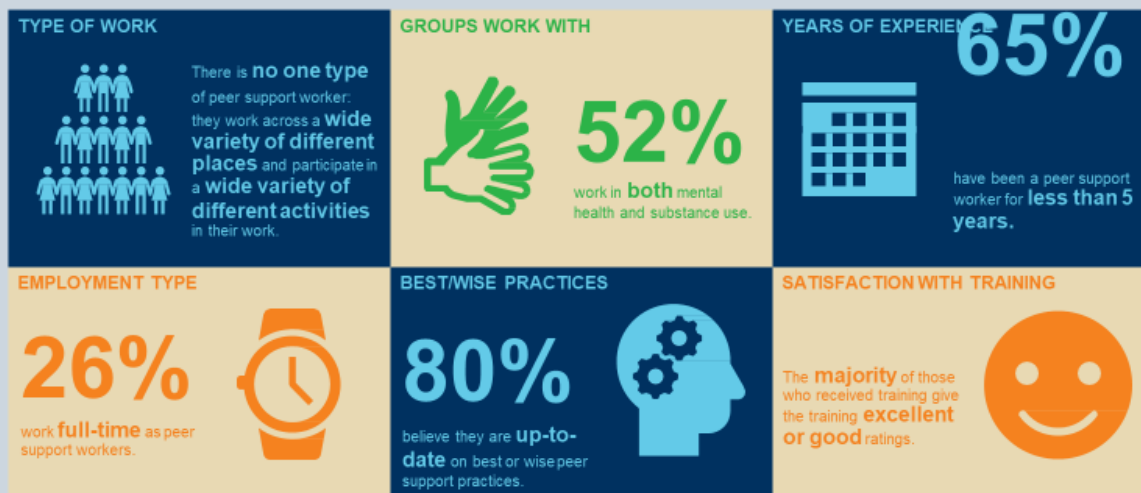 TYPE OF WORK
There is no one type
of peer support worker:
they work across a wide
variety of different
places and participate in
a wide variety of
different activities
in their work.
GROUPS WORK WITH
52%
work in both mental
health and substance use.
YEARS OF EXPERIENCE
65%
have been a peer support
worker for less than 5
years.
EMPLOYMENT TYPE
26%
work full-time as peer
support workers.
BEST/WISE PRACTICES
80%
believe they are up-to-
date on best or wise peer
support practices.
SATISFACTION WITH TRAINING
The majority of those
who received training give
the training excellent
or good ratings.